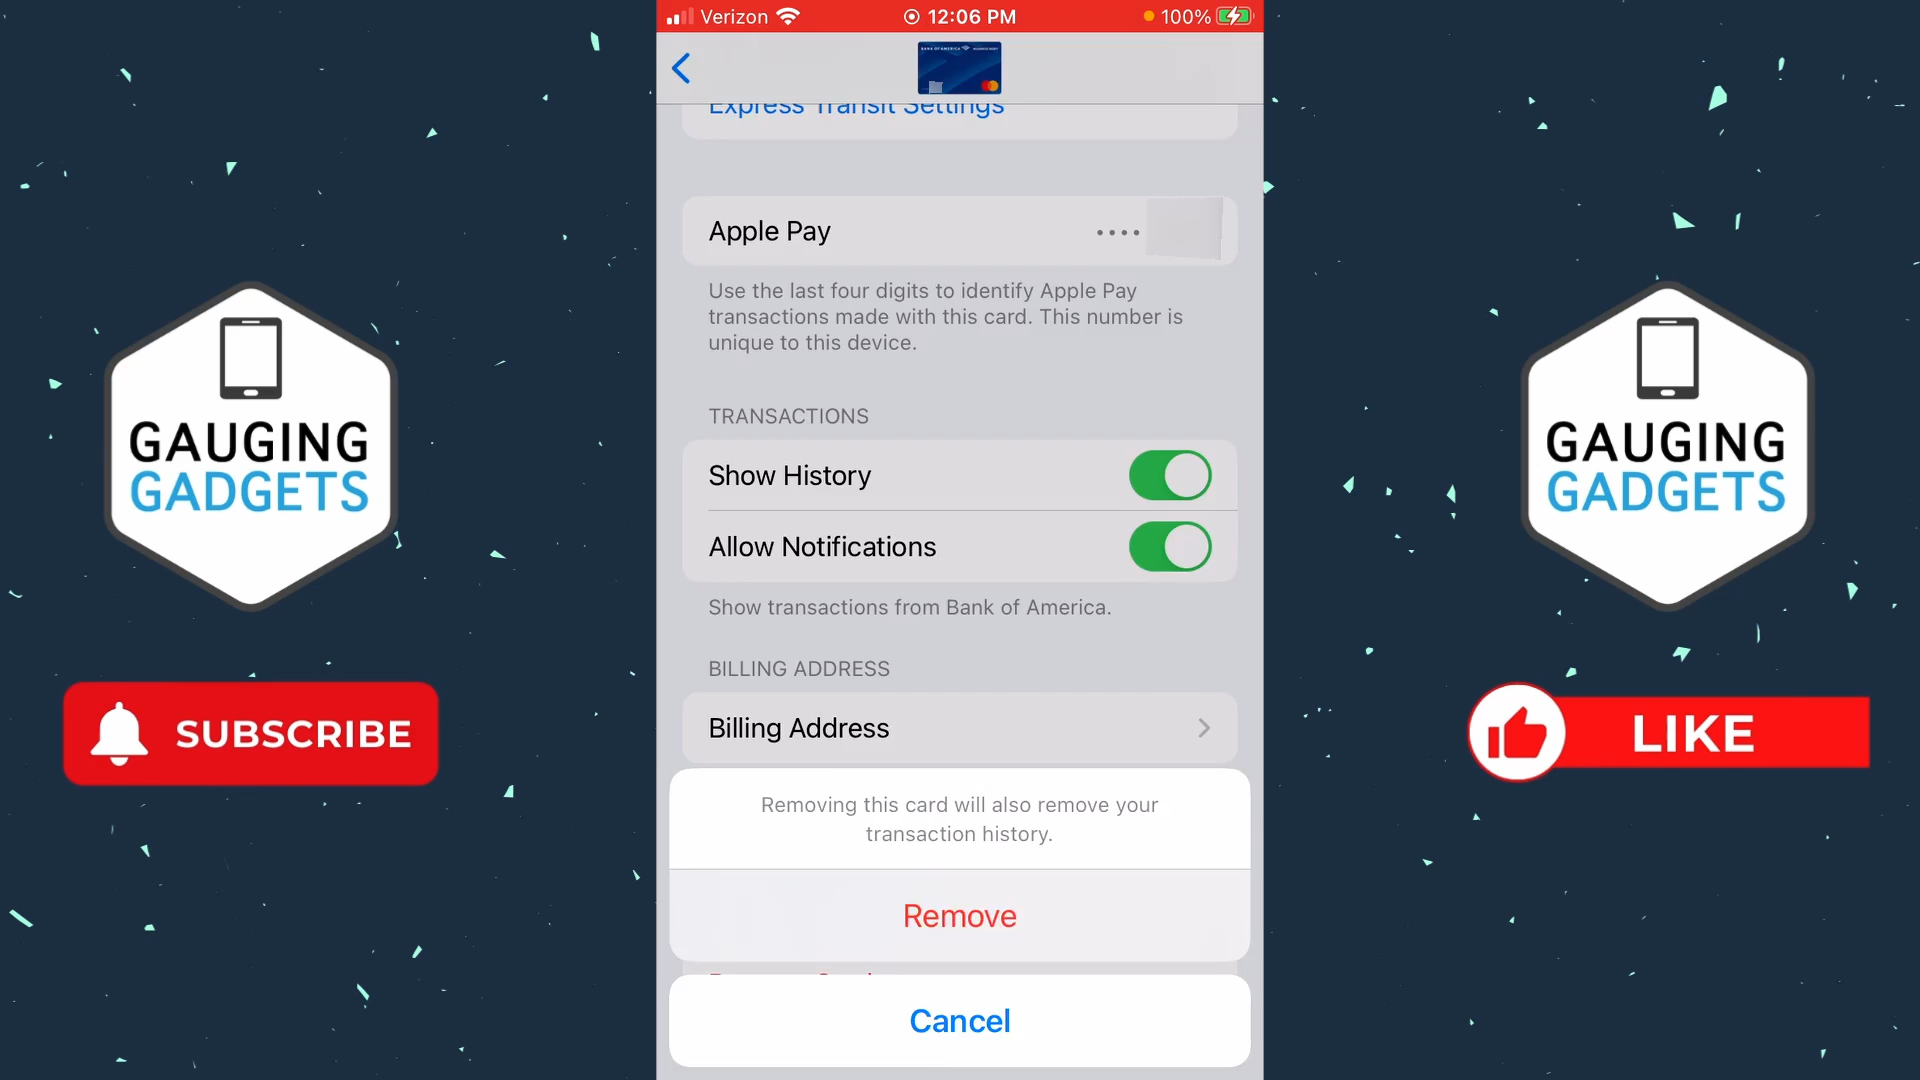 Verizon 12:06 PM 100%
BANK OF AMERICA
Express Transit Settings
Apple Pay ••••
Use the last four digits to identify Apple Pay
transactions made with this card. This number is
unique to this device.
TRANSACTIONS
Show History
Allow Notifications
Show transactions from Bank of America.
BILLING ADDRESS
Billing Address
Removing this card will also remove your
transaction history.
Remove
Cancel
GAUGING
GADGETS
SUBSCRIBE
GAUGING
GADGETS
LIKE